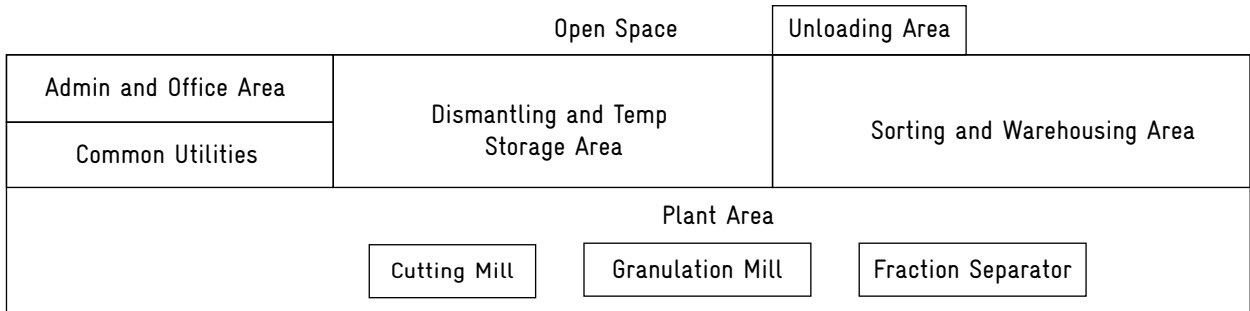 Open Space
Unloading Area
Admin and Office Area
Common Utilities
Dismantling and Temp
Storage Area
Sorting and Warehousing Area
Plant Area
Cutting Mill
Granulation Mill
Fraction Separator